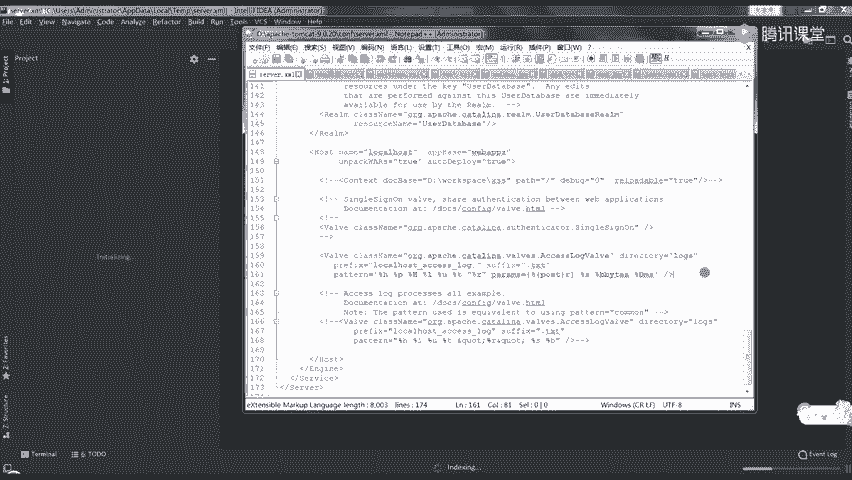 server.xml [C:\Users\Administrator\AppData\Local\Temp\server.xml] - IntelliJ IDEA (Administrator)
File Edit View Navigate Code Analyze Refactor Build Run Tools VCS Window Help
D:\apache-tomcat-9.0.20\conf\server.xml - Notepad++ [Administrator]
腾讯课堂
文件(F) 编辑(E) 搜索(S) 视图(V) 编码(N) 语言(L) 设置(T) 工具(O) 宏(M) 运行(R) 插件(P) 窗口(W) ?
server.xml
Project
1: Project
141 resources under the key "UserDatabase". Any edits
142 that are performed against this UserDatabase are immediately
143 available for use by the Realm. -->
144 <Realm className="org.apache.catalina.realm.UserDatabaseRealm"
145 resourceName="UserDatabase"/>
146 </Realm>
147
148 <Host name="localhost" appBase="webapps"
149 unpackWARs="true" autoDeploy="true">
150
151 path="/" debug="0" reloadable="true"/>-->
152
153 <!-- SingleSignOn valve, share authentication between web applications
154 Documentation at: /docs/config/valve.html -->
155 <!--
156 <Valve className="org.apache.catalina.authenticator.SingleSignOn" />
157 -->
158
159 <Valve className="org.apache.catalina.valves.AccessLogValve" directory="logs"
160 prefix="localhost_access_log." suffix=".txt"
161
162
163 <!-- Access log processes all example.
164 Documentation at: /docs/config/valve.html
165 Note: The pattern used is equivalent to using pattern="common" -->
166 <!--<Valve className="org.apache.catalina.valves.AccessLogValve" directory="logs"
167 prefix="localhost_access_log" suffix=".txt"
168 pattern="%h %l %u %t &quot;%r&quot; %s %b" />-->
169
170 </Host>
171 </Engine>
172 </Service>
173 </Server>
Initializing...
eXtensible Markup Language length : 8,003 lines : 174 Ln : 161 Col : 81 Sel : 0 | 0 Windows (CR LF) UTF-8 INS
2: Favorites
7: Structure
Terminal 6: TODO
Event Log
Indexing...